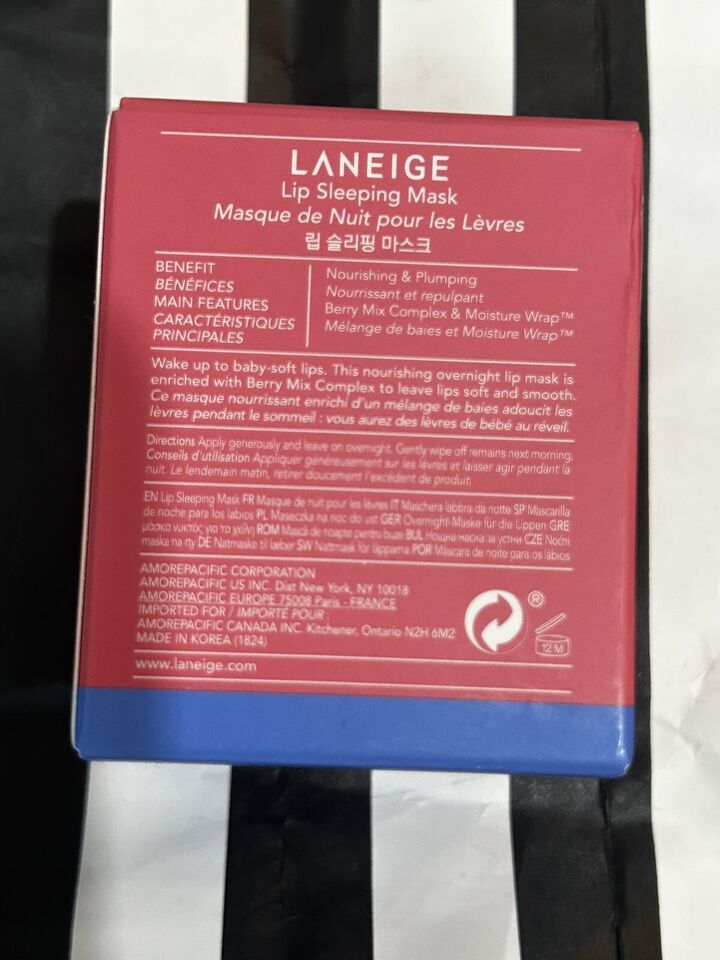 LANEIGE
Lip Sleeping Mask
Masque de Nuit pour les Lèvres
립 슬리핑 마스크
BENEFIT
BÉNÉFICES
MAIN FEATURES
CARACTÉRISTIQUES
PRINCIPALES
Nourishing & Plumping
Nourrissant et repulpant
Berry Mix Complex & Moisture Wrap™
Mélange de baies et Moisture Wrap™
Wake up to baby-soft lips. This nourishing overnight lip mask is
enriched with Berry Mix Complex to leave lips soft and smooth.
Ce masque nourrissant enrichi d'un mélange de baies adoucit les
lèvres pendant le sommeil : vous aurez des lèvres de bébé au réveil.
Directions Apply generously and leave on overnight. Gently wipe off remains next morning.
Conseils d'utilisation Appliquer généreusement sur les lèvres et laisser agir pendant la
nuit. Le lendemain matin, retirer doucement l'excédent de produit.
EN Lip Sleeping Mask FR Masque de nuit pour les lèvres IT Maschera labbra da notte SP Mascarilla
de noche para los labios PL Maseczka na noc do ust GER Overnight-Maske für die Lippen GRE
μάσκα νυκτός για τα χείλη ROM Mască de noapte pentru buze BUL Нощна маска за устни CZE Noční
maska na rty DE Natmaske til læber SW Nattmask för läpparna POR Máscara de noite para os lábios
AMOREPACIFIC CORPORATION
AMOREPACIFIC US INC. Dist New York, NY 10018
AMOREPACIFIC EUROPE 75008 Paris - FRANCE
IMPORTED FOR / IMPORTÉ POUR :
AMOREPACIFIC CANADA INC. Kitchener, Ontario N2H 6M2
MADE IN KOREA (1824)
®
12 M
www.laneige.com